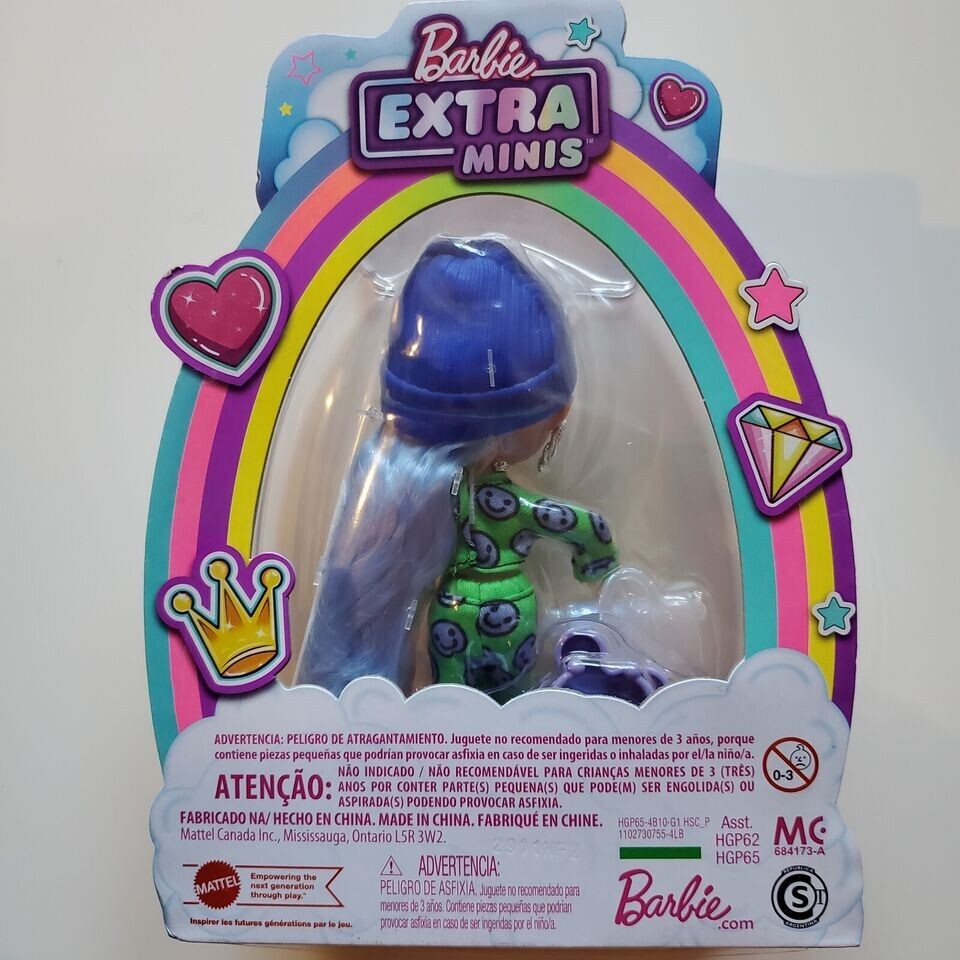 Barbie
EXTRA
MINIS™
ADVERTENCIA: PELIGRO DE ATRAGANTAMIENTO. Juguete no recomendado para menores de 3 años, porque
contiene piezas pequeñas que podrían provocar asfixia en caso de ser ingeridas o inhaladas por el/la niño/a.
ATENÇÃO:
NÃO INDICADO / NÃO RECOMENDÁVEL PARA CRIANÇAS MENORES DE 3 (TRÊS)
ANOS POR CONTER PARTE(S) PEQUENA(S) QUE PODE(M) SER ENGOLIDA(S) OU
ASPIRADA(S) PODENDO PROVOCAR ASFIXIA.
0-3
FABRICADO NA/ HECHO EN CHINA. MADE IN CHINA. FABRIQUÉ EN CHINE.
Mattel Canada Inc., Mississauga, Ontario L5R 3W2.
HGP65-4B10-G1 HSC_P
1102730755-4LB
Asst.
HGP62
HGP65
MC
684173-A
MATTEL
Empowering the
next generation
through play.™
Inspirer les futures générations par le jeu.
ADVERTENCIA:
PELIGRO DE ASFIXIA. Juguete no recomendado para
menores de 3 años. Contiene piezas pequeñas que podrían
provocar asfixia en caso de ser ingeridas por el niño/a.
Barbie.com
REPUBLICA
S
ARGENTINA